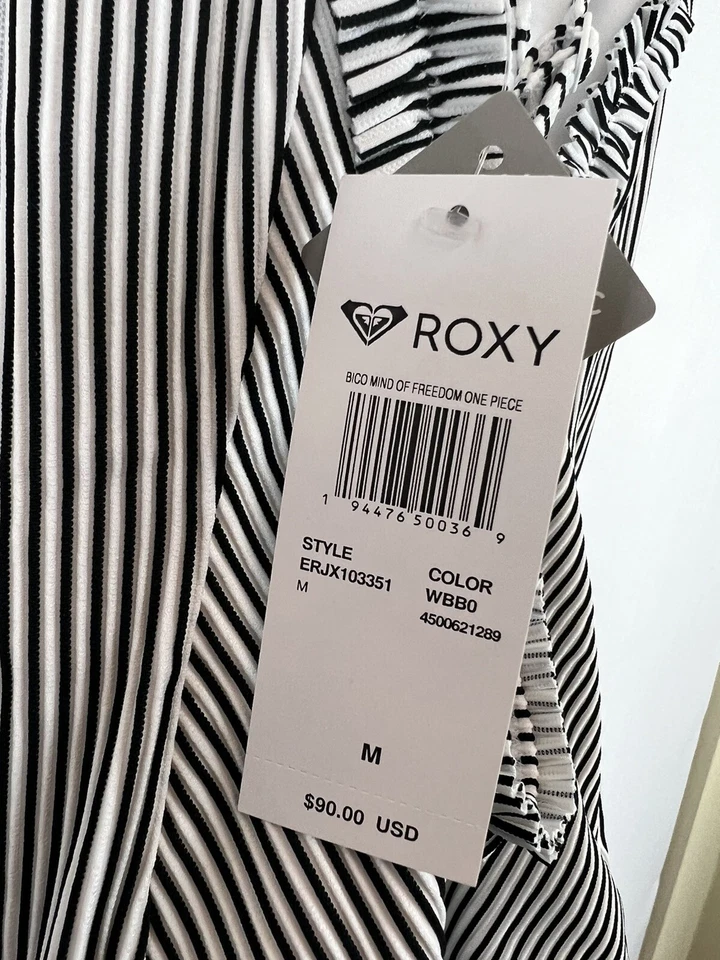 ROXY
BICO MIND OF FREEDOM ONE PIECE
1 94476 50036 9
STYLE
ERJX103351
M
COLOR
WBB0
4500621289
M
$90.00 USD